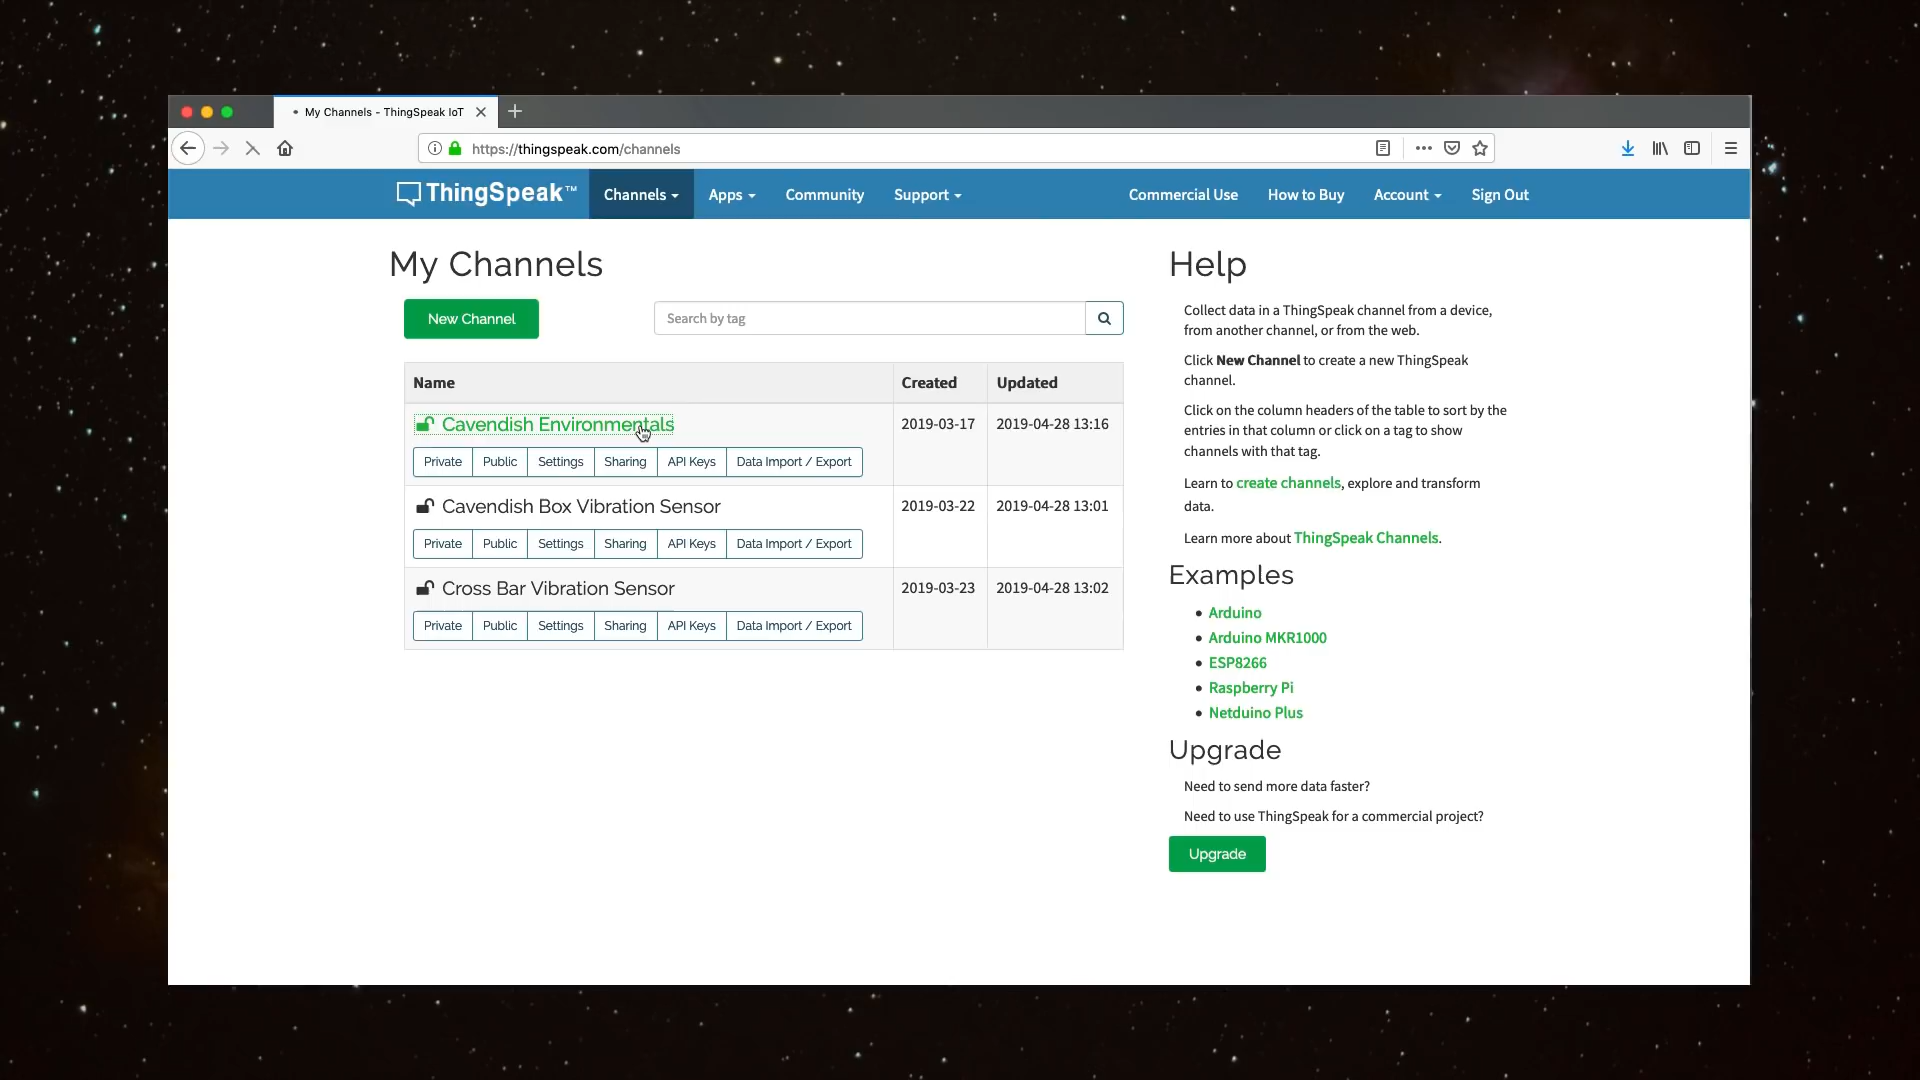 My Channels - ThingSpeak IoT
https://thingspeak.com/channels
ThingSpeak™ Channels Apps Community Support Commercial Use How to Buy Account Sign Out
My Channels
New Channel
Search by tag
Name Created Updated
Cavendish Environmentals 2019-03-17 2019-04-28 13:16
Private Public Settings Sharing API Keys Data Import / Export
Cavendish Box Vibration Sensor 2019-03-22 2019-04-28 13:01
Private Public Settings Sharing API Keys Data Import / Export
Cross Bar Vibration Sensor 2019-03-23 2019-04-28 13:02
Private Public Settings Sharing API Keys Data Import / Export
Help
Collect data in a ThingSpeak channel from a device,
from another channel, or from the web.
Click New Channel to create a new ThingSpeak
channel.
Click on the column headers of the table to sort by the
entries in that column or click on a tag to show
channels with that tag.
Learn to create channels, explore and transform
data.
Learn more about ThingSpeak Channels.
Examples
Arduino
Arduino MKR1000
ESP8266
Raspberry Pi
Netduino Plus
Upgrade
Need to send more data faster?
Need to use ThingSpeak for a commercial project?
Upgrade